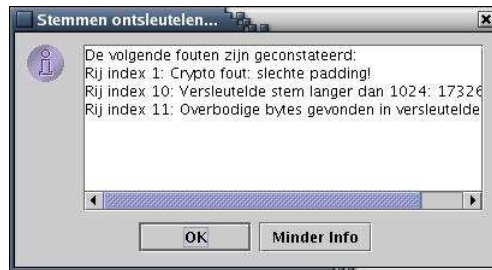 Stemmen ontsleutelen...
De volgende fouten zijn geconstateerd:
Rij index 1: Crypto fout: slechte padding!
Rij index 10: Versleutelde stem langer dan 1024: 17326
Rij index 11: Overbodige bytes gevonden in versleutelde
OK
Minder Info